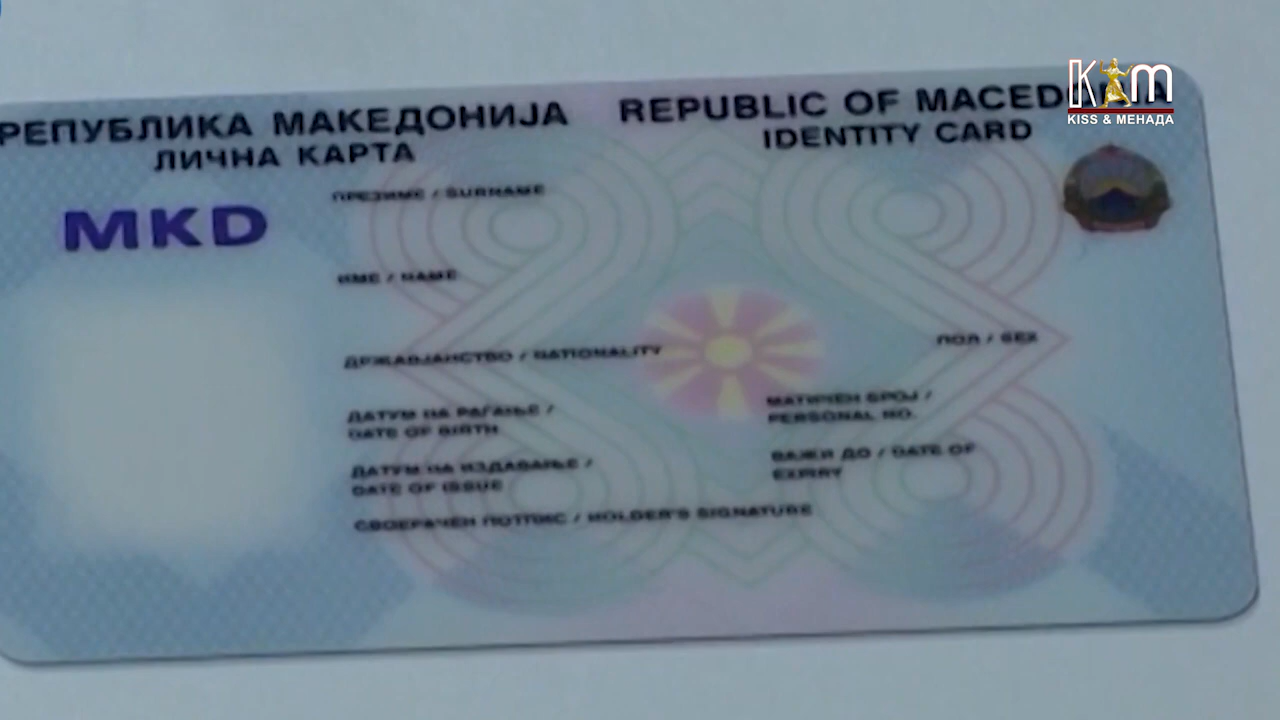 РЕПУБЛИКА МАКЕДОНИЈА
ЛИЧНА КАРТА
REPUBLIC OF MACEDONIA
IDENTITY CARD
KM
KISS & МЕНАДА
MKD
ПРЕЗИМЕ / SURNAME
ИМЕ / NAME
ДРЖАВЈАНСТВО / NATIONALITY
ПОЛ / SEX
ДАТУМ НА РАЃАЊЕ /
DATE OF BIRTH
МАТИЧЕН БРОЈ /
PERSONAL NO.
ДАТУМ НА ИЗДАВАЊЕ /
DATE OF ISSUE
ВАЖИ ДО / DATE OF
EXPIRY
СВОЕРАЧЕН ПОТПИС / HOLDER'S SIGNATURE